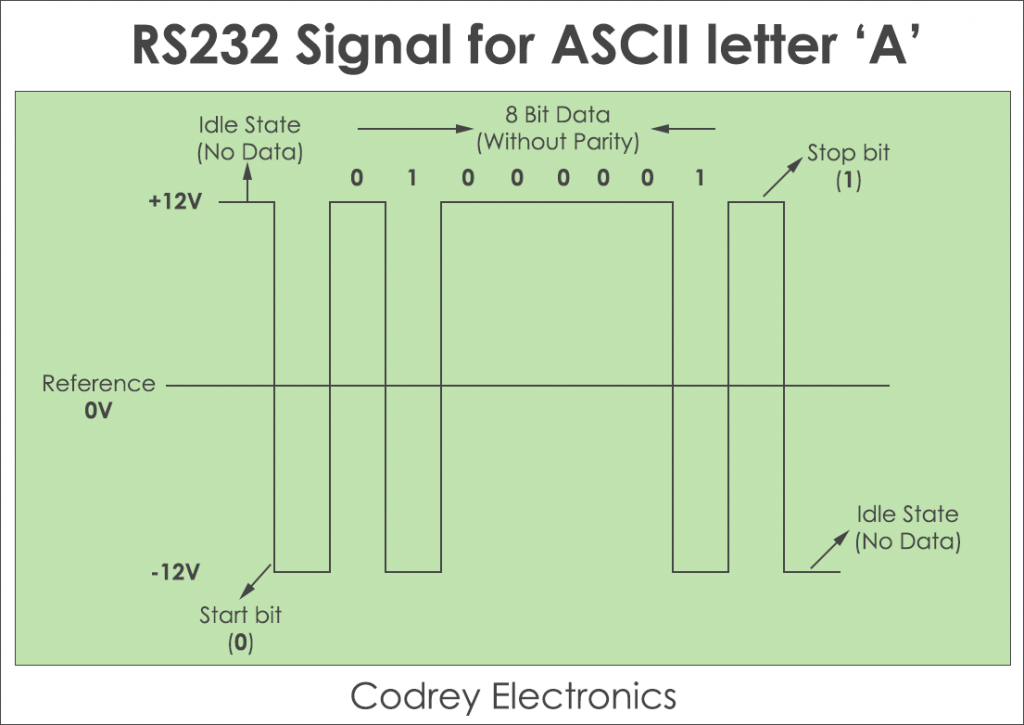 RS232 Signal for ASCII letter ‘A’
Idle State
(No Data)
8 Bit Data
(Without Parity)
Stop bit
(1)
0 1 0 0 0 0 0 1
+12V
Reference
0V
-12V
Idle State
(No Data)
Start bit
(0)
Codrey Electronics